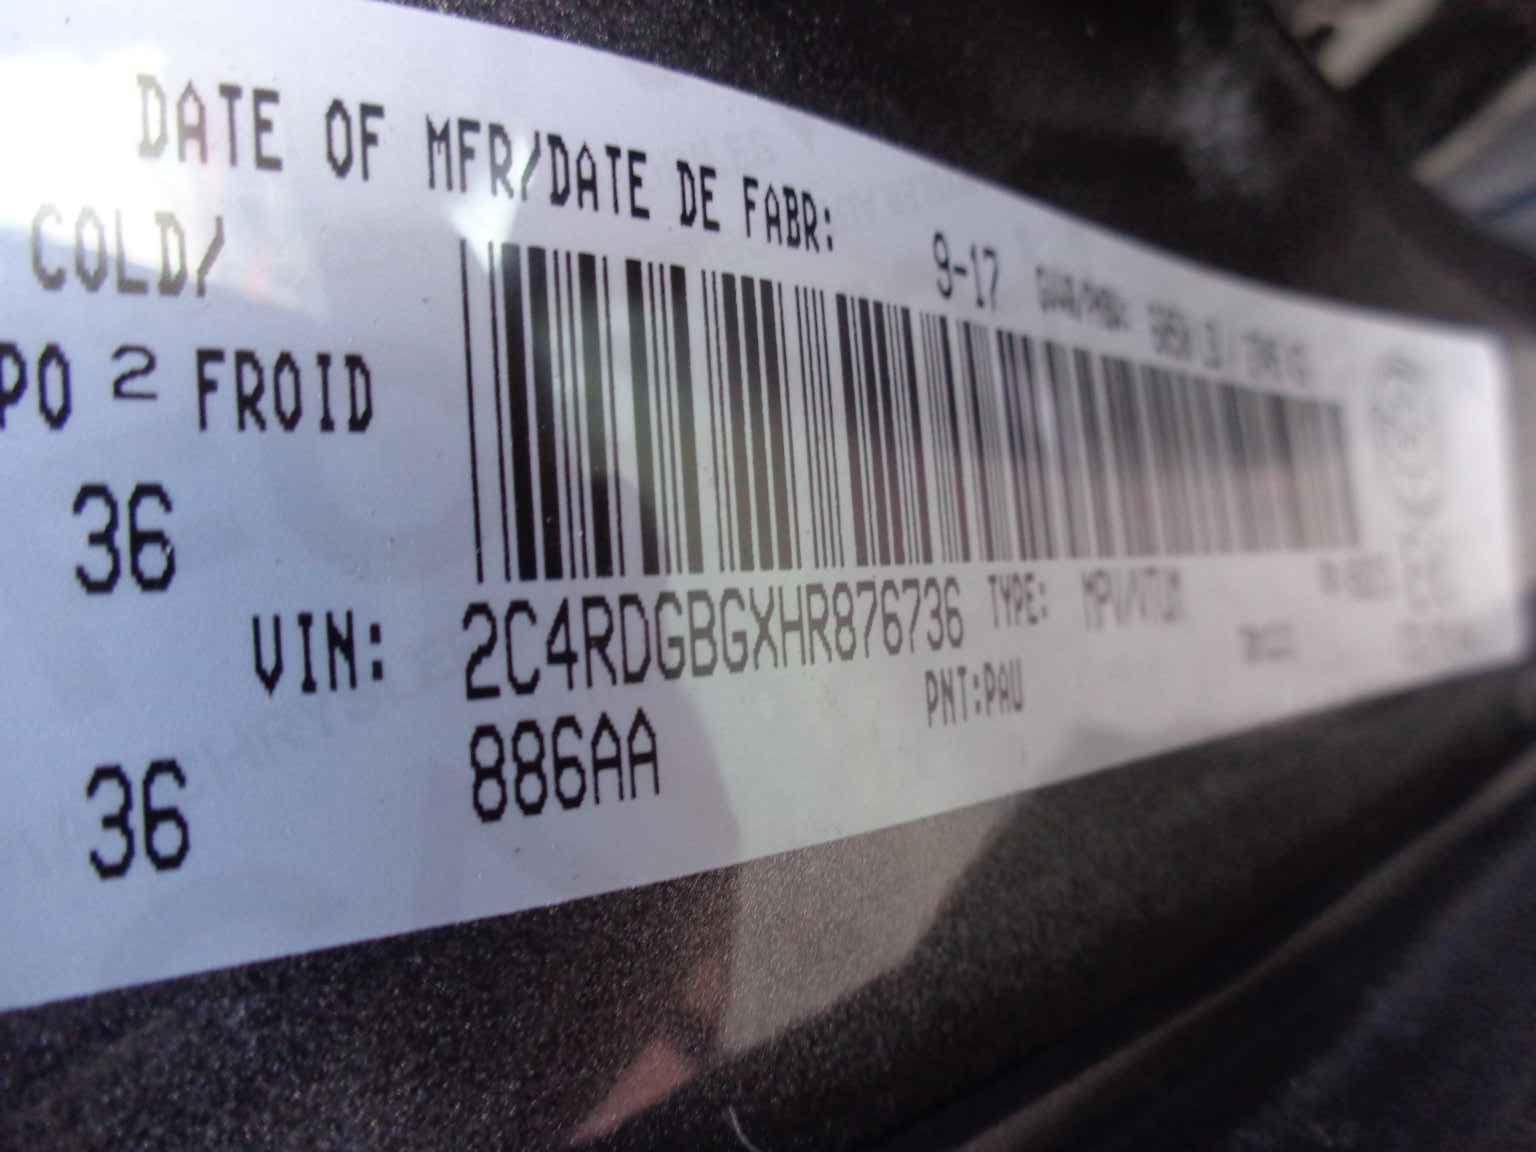 DATE OF MFR/DATE DE FABR: 9-17
COLD/
PO 2 FROID
36
VIN: 2C4RDGBGXHR876736 TYPE:
PNT:PAU
36 886AA